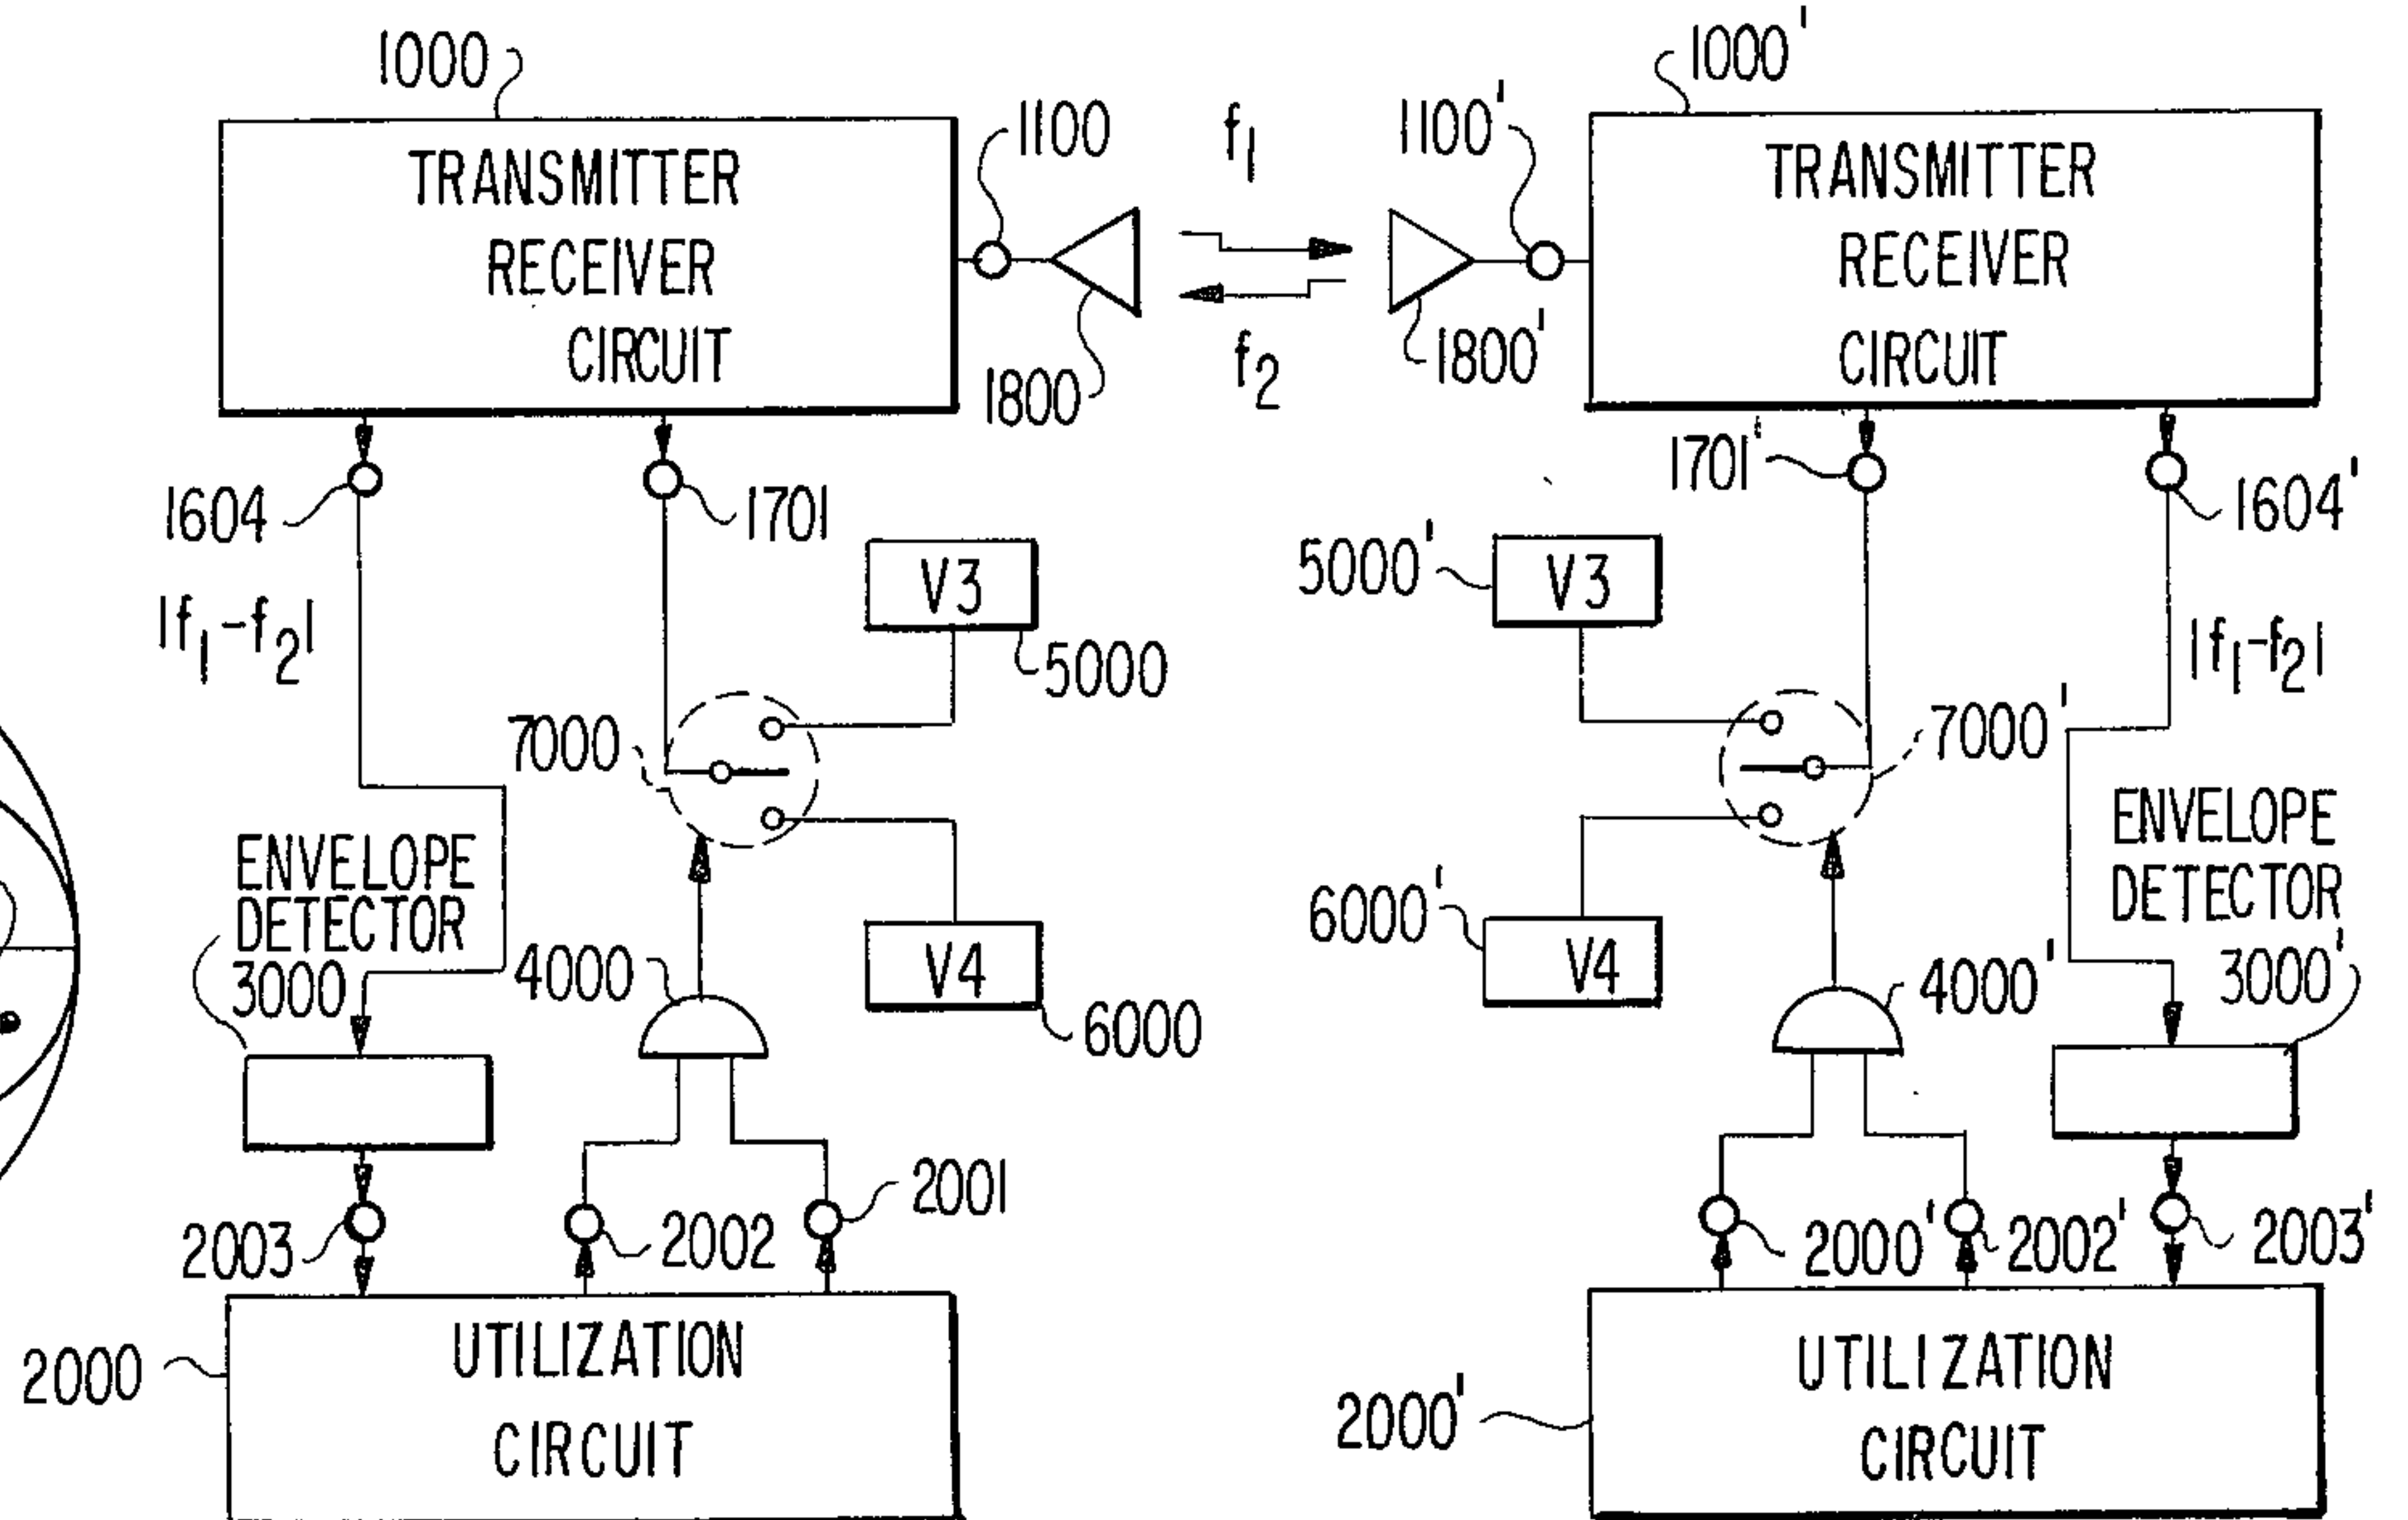 1000
TRANSMITTER
RECEIVER
CIRCUIT
1100
f1
f2
1800
1000'
TRANSMITTER
RECEIVER
CIRCUIT
1100'
1800'
1604
1701
|f1-f2|
V3
5000
7000
V4
6000
4000
ENVELOPE
DETECTOR
3000
2003
2002
2001
2000
UTILIZATION
CIRCUIT
1701'
1604'
|f1-f2|
5000'
V3
7000'
6000'
V4
4000'
ENVELOPE
DETECTOR
3000'
2000'
2002'
2003'
2000'
UTILIZATION
CIRCUIT